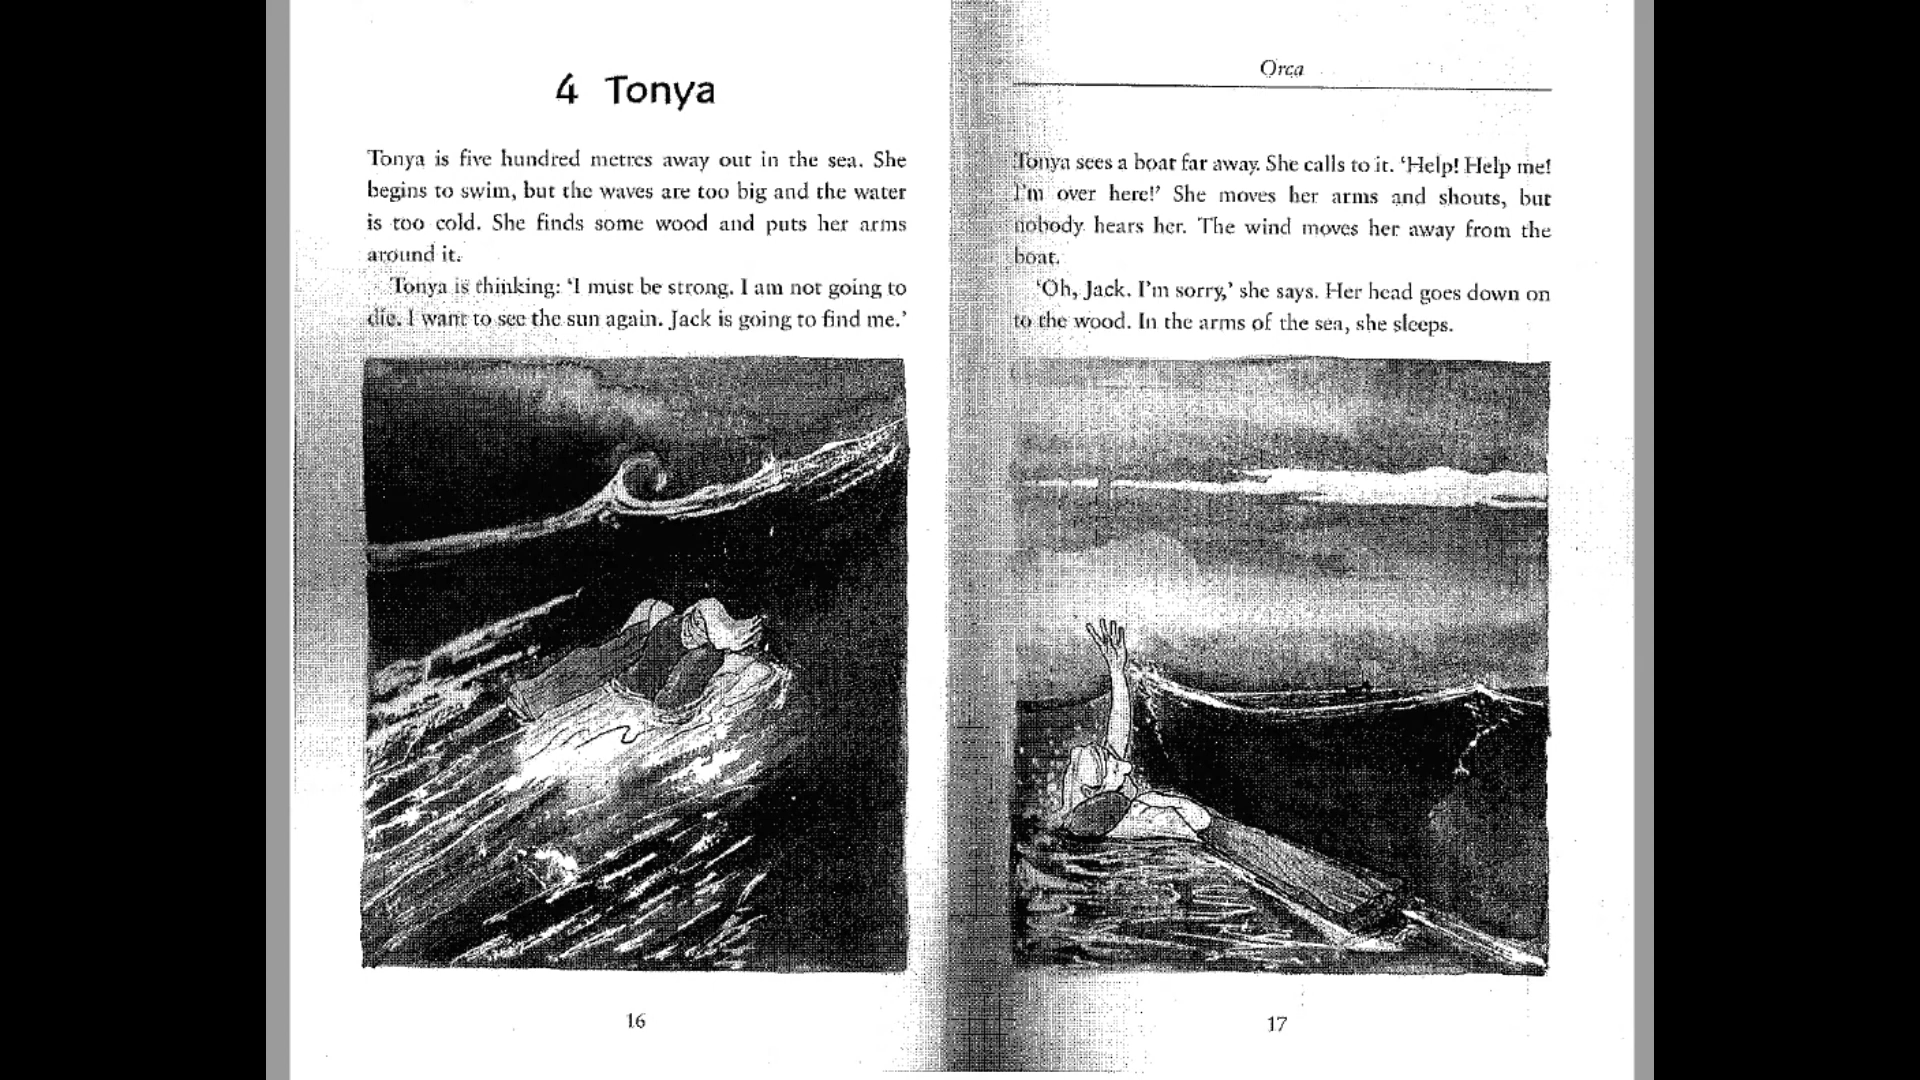 4 Tonya
Tonya is five hundred metres away out in the sea. She
begins to swim, but the waves are too big and the water
is too cold. She finds some wood and puts her arms
around it.
Tonya is thinking: ‘I must be strong. I am not going to
die. I want to see the sun again. Jack is going to find me.’
16
Orca
Tonya sees a boat far away. She calls to it. ‘Help! Help me!
I’m over here!’ She moves her arms and shouts, but
nobody hears her. The wind moves her away from the
boat.
‘Oh, Jack. I’m sorry,’ she says. Her head goes down on
to the wood. In the arms of the sea, she sleeps.
17